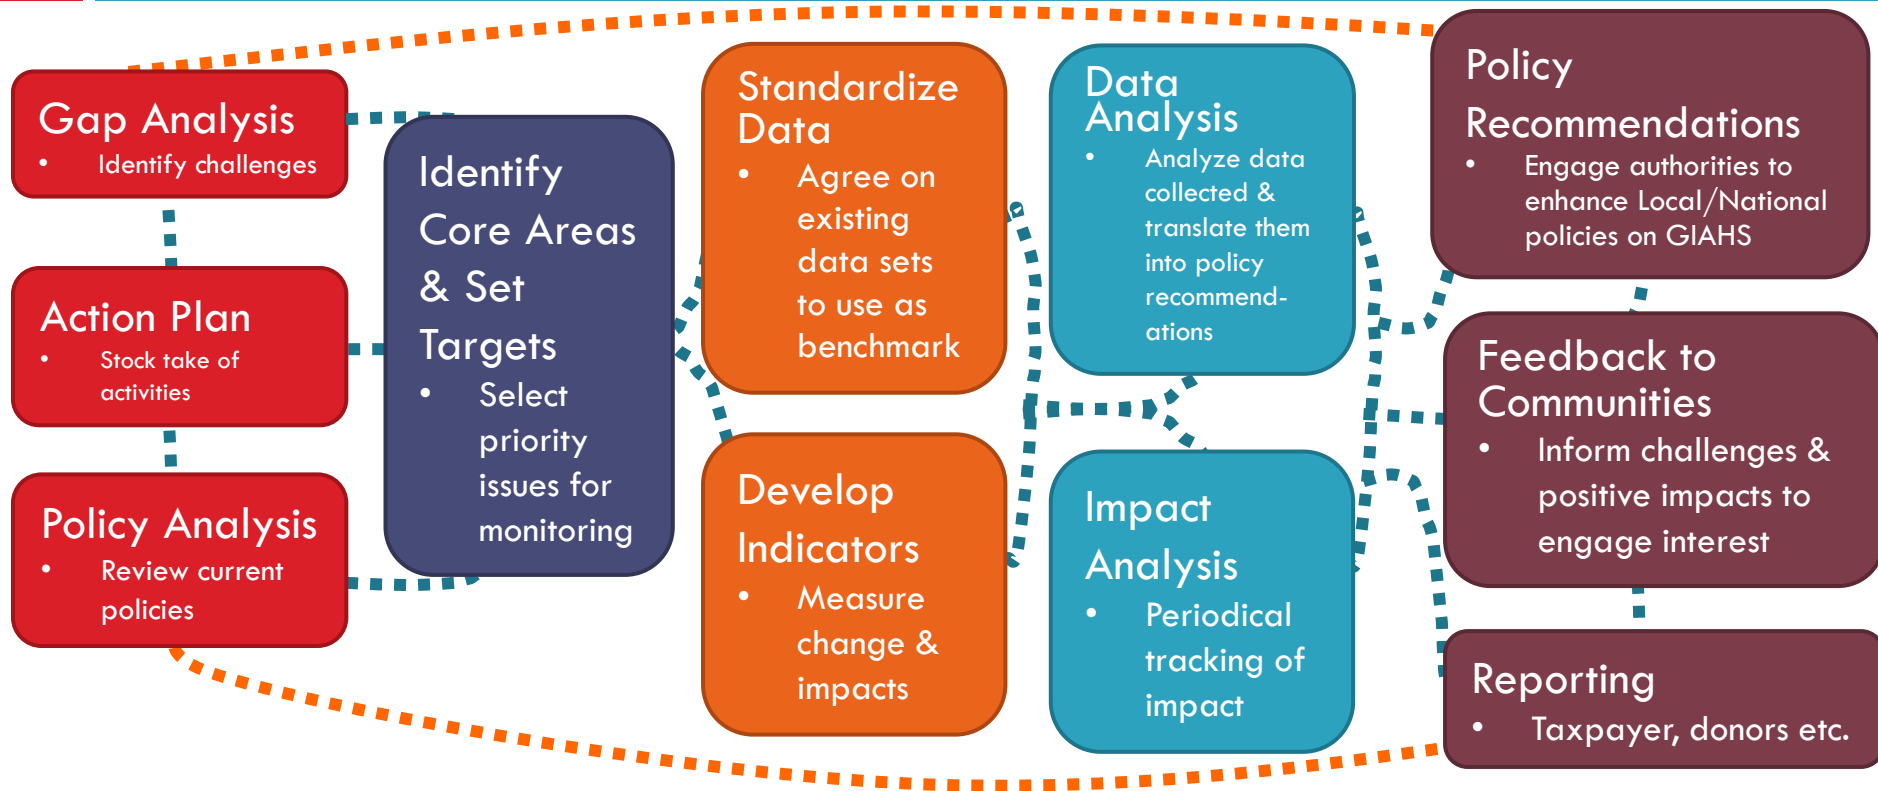 Gap Analysis
• Identify challenges
Action Plan
• Stock take of
activities
Policy Analysis
• Review current
policies
Identify
Core Areas
& Set
Targets
• Select
priority
issues for
monitoring
Standardize
Data
• Agree on
existing
data sets
to use as
benchmark
Develop
Indicators
• Measure
change &
impacts
Data
Analysis
• Analyze data
collected &
translate them
into policy
recommend-
ations
Impact
Analysis
• Periodical
tracking of
impact
Policy
Recommendations
• Engage authorities to
enhance Local/National
policies on GIAHS
Feedback to
Communities
• Inform challenges &
positive impacts to
engage interest
Reporting
• Taxpayer, donors etc.